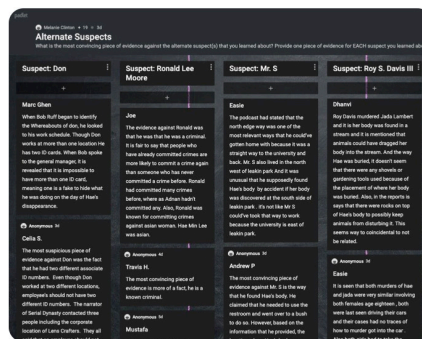 padlet
Melanie Clinton • 19 • 3d
Alternate Suspects
What is the most convincing piece of evidence against the alternate suspect(s) that you learned about? Provide one piece of evidence for EACH suspect you learned ab
Suspect: Don
+
Marc Ghen
When Bob Ruff began to identify
the Whereabouts of don, he looked
to his work schedule. Though Don
works at more than one location He
has two ID cards. When Bob spoke
to the general manager, it is
revealed that it is impossible to
have more than one ID card,
meaning one is a fake to hide what
he was doing on the day of Hae's
disappearance.
Anonymous 3d
Celia S.
The most suspicious piece of
evidence against Don was the fact
that he had two different associate
ID numbers. Even though Don
worked at two different locations,
employee's should not have two
different ID numbers. The narrator
of Serial Dynasty contacted three
people including the corporate
location of Lens Crafters. They all
Suspect: Ronald Lee
Moore
+
Joe
The evidence against Ronald was
that he was that he was a criminal.
It is fair to say that people who
have already committed crimes are
more likely to commit a crime again
than someone who has never
committed a crime before. Ronald
had committed many crimes
before, where as Adnan hadn't
committed any. Also, Ronald was
known for committing crimes
against asian woman. Hae Min Lee
was asian.
Anonymous 3d
Travis H.
The most convincing piece of
evidence is more of a fact, he is a
known criminal.
Anonymous 3d
Mustafa
Suspect: Mr. S
+
Easie
The podcast had stated that the
north edge way was one of the
most relevant ways that he could've
gotten home with because it was a
straight way to the university and
back. Mr. S also lived in the north
west of leakin park And it was
unusual that he supposedly found
Hae's body by accident if her body
was discovered at the south side of
leakin park . it's not like Mr S
could've took that way to work
because the university is east of
leakin park.
Anonymous 3d
Andrew P
The most convincing piece of
evidence against Mr. S is the way
that he found Hae's body. He
claimed that he needed to use the
restroom and went over to a bush
to do so. However, based on the
information that he provided, the
Suspect: Roy S. Davis III
+
Dhanvi
Roy Davis murdered Jada Lambert
and it is her body was found in a
stream and it is mentioned that
animals could have dragged her
body into the stream. And the way
Hae was buried, it doesn't seem
that there were any shovels or
gardening tools used because of
the placement of where her body
was buried. Also, in the reports is
says that there were rocks on top
of Hae's body to possibly keep
animals from disturbing it. This
seems way to coincidental to not
be related.
Anonymous 3d
Easie
It is seen that both murders of hae
and jada were very similar involving
both females age eighteen , both
were last seen driving their cars
and their cases had no traces of
how to murder got into the car .